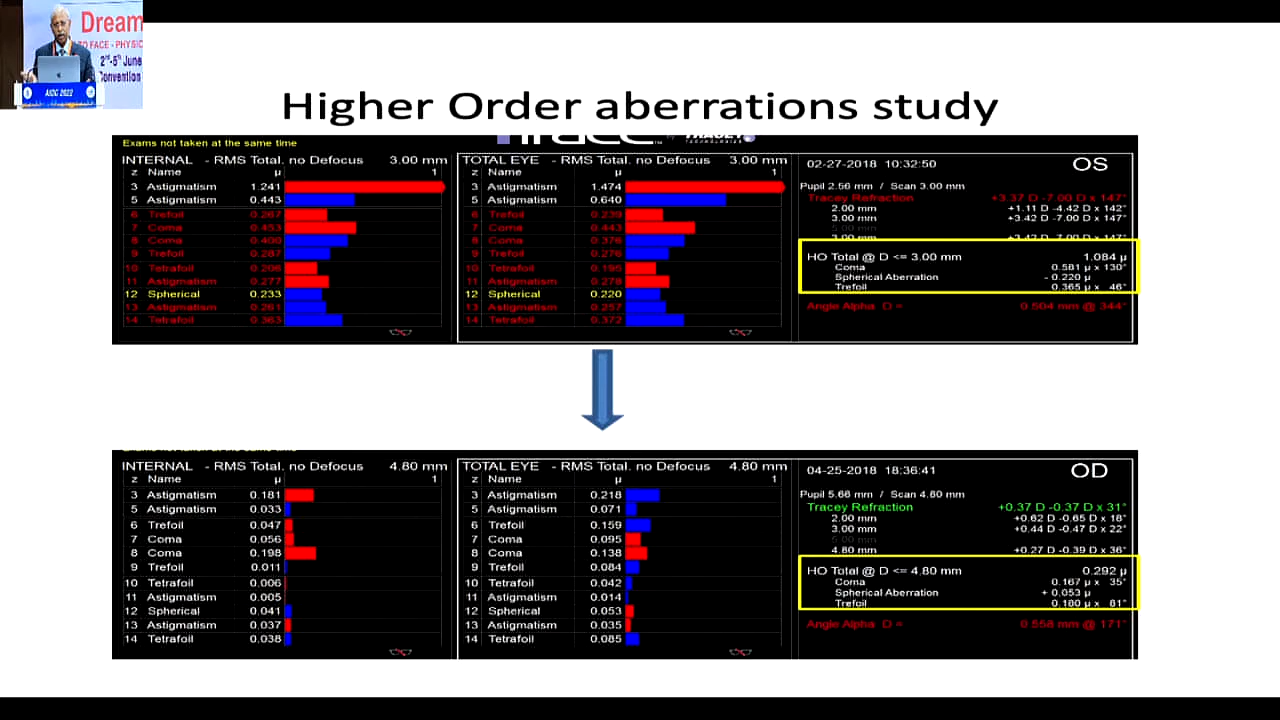 Dream
TO FACE - PHYSIC
2nd-5th June
Convention
AIOC 2022
Higher Order aberrations study
Exams not taken at the same time
INTERNAL - RMS Total, no Defocus 3.00 mm
z Name µ 1
3 Astigmatism 1.241
5 Astigmatism 0.443
6 Trefoil 0.267
7 Coma 0.453
8 Coma 0.400
9 Trefoil 0.287
10 Tetrafoil 0.206
11 Astigmatism 0.277
12 Spherical 0.233
13 Astigmatism 0.261
14 Tetrafoil 0.363
TOTAL EYE - RMS Total, no Defocus 3.00 mm
z Name µ 1
3 Astigmatism 1.474
5 Astigmatism 0.640
6 Trefoil 0.239
7 Coma 0.443
8 Coma 0.376
9 Trefoil 0.276
10 Tetrafoil 0.195
11 Astigmatism 0.278
12 Spherical 0.220
13 Astigmatism 0.257
14 Tetrafoil 0.372
02-27-2018 10:32:50 OS
Pupil 2.56 mm / Scan 3.00 mm
Tracey Refraction +3.37 D -7.00 D x 147°
2.00 mm +1.11 D -4.42 D x 142°
3.00 mm +3.42 D -7.00 D x 147°
5.00 mm
3.00 mm +3.42 D -7.00 D x 147°
HO Total @ D <= 3.00 mm 1.084 µ
Coma 0.581 µ x 130°
Spherical Aberration - 0.220 µ
Trefoil 0.365 µ x 46°
Angle Alpha D = 0.504 mm @ 344°
INTERNAL - RMS Total, no Defocus 4.80 mm
z Name µ 1
3 Astigmatism 0.181
5 Astigmatism 0.033
6 Trefoil 0.047
7 Coma 0.056
8 Coma 0.198
9 Trefoil 0.011
10 Tetrafoil 0.006
11 Astigmatism 0.005
12 Spherical 0.041
13 Astigmatism 0.037
14 Tetrafoil 0.038
TOTAL EYE - RMS Total, no Defocus 4.80 mm
z Name µ 1
3 Astigmatism 0.218
5 Astigmatism 0.071
6 Trefoil 0.159
7 Coma 0.095
8 Coma 0.138
9 Trefoil 0.084
10 Tetrafoil 0.042
11 Astigmatism 0.014
12 Spherical 0.053
13 Astigmatism 0.035
14 Tetrafoil 0.085
04-25-2018 18:36:41 OD
Pupil 5.66 mm / Scan 4.80 mm
Tracey Refraction +0.37 D -0.37 D x 31°
2.00 mm +0.62 D -0.65 D x 18°
3.00 mm +0.44 D -0.47 D x 22°
5.00 mm
4.80 mm +0.27 D -0.39 D x 36°
HO Total @ D <= 4.80 mm 0.292 µ
Coma 0.167 µ x 35°
Spherical Aberration + 0.053 µ
Trefoil 0.180 µ x 81°
Angle Alpha D = 0.558 mm @ 171°